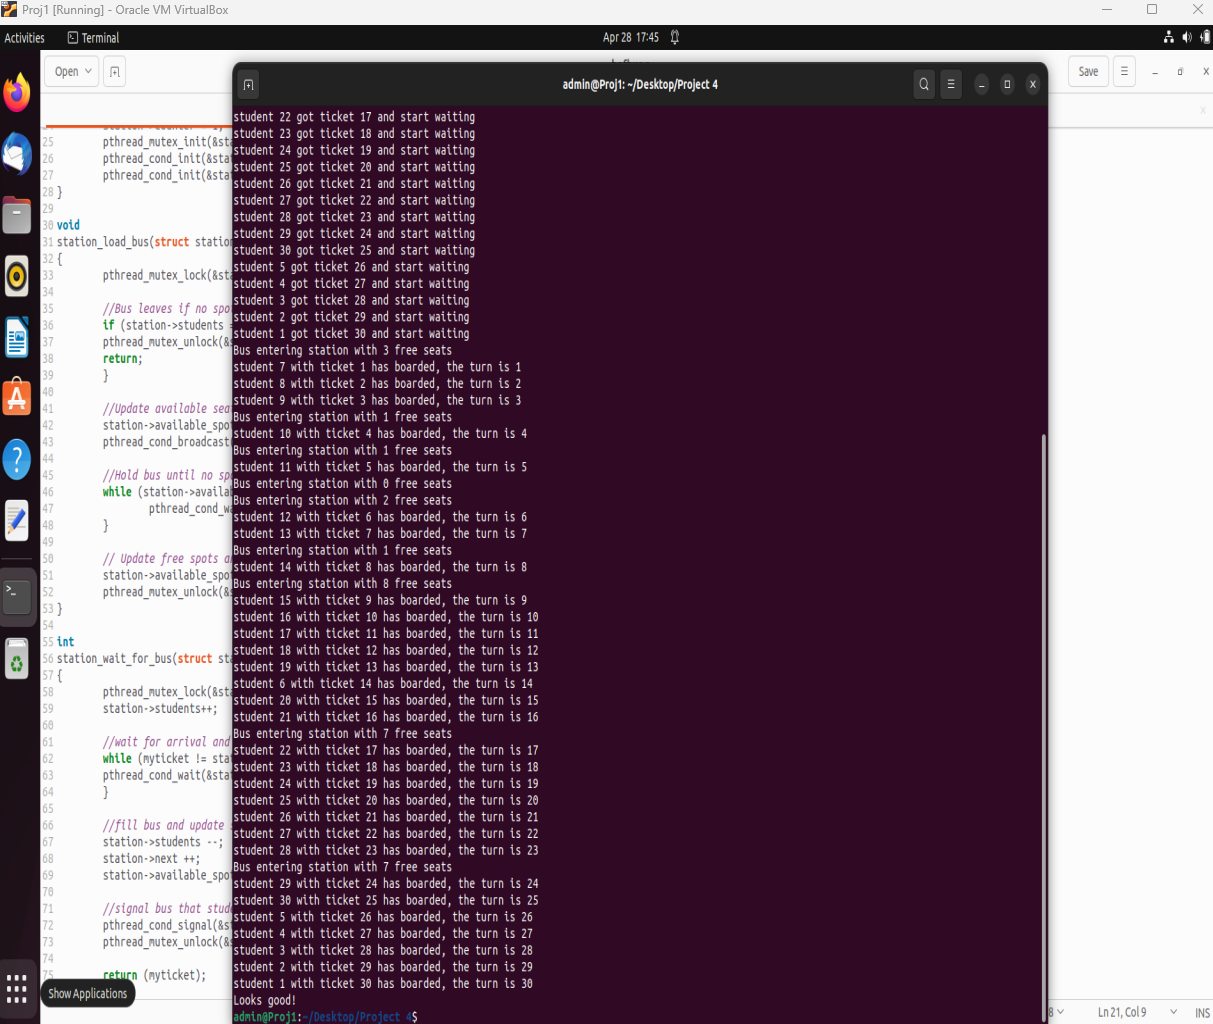 Proj1 [Running] - Oracle VM VirtualBox
Activities
Terminal
Apr 28 17:45
Open
Save
admin@Proj1: ~/Desktop/Project 4
25 pthread_mutex_init(&sta
26 pthread_cond_init(&stat
27 pthread_cond_init(&stat
28 }
29
30 void
31 station_load_bus(struct station
32 {
33 pthread_mutex_lock(&sta
34
35 //Bus leaves if no spo
36 if (station->students =
37 pthread_mutex_unlock(&s
38 return;
39 }
40
41 //Update available sea
42 station->available_spo
43 pthread_cond_broadcast
44
45 //Hold bus until no sp
46 while (station->availa
47 pthread_cond_wa
48 }
49
50 // Update free spots a
51 station->available_spo
52 pthread_mutex_unlock(&
53 }
54
55 int
56 station_wait_for_bus(struct sta
57 {
58 pthread_mutex_lock(&sta
59 station->students++;
60
61 //wait for arrival and
62 while (myticket != sta
63 pthread_cond_wait(&sta
64 }
65
66 //fill bus and update
67 station->students --;
68 station->next ++;
69 station->available_spo
70
71 //signal bus that stud
72 pthread_cond_signal(&s
73 pthread_mutex_unlock(&
74
75 return (myticket);
student 22 got ticket 17 and start waiting
student 23 got ticket 18 and start waiting
student 24 got ticket 19 and start waiting
student 25 got ticket 20 and start waiting
student 26 got ticket 21 and start waiting
student 27 got ticket 22 and start waiting
student 28 got ticket 23 and start waiting
student 29 got ticket 24 and start waiting
student 30 got ticket 25 and start waiting
student 5 got ticket 26 and start waiting
student 4 got ticket 27 and start waiting
student 3 got ticket 28 and start waiting
student 2 got ticket 29 and start waiting
student 1 got ticket 30 and start waiting
Bus entering station with 3 free seats
student 7 with ticket 1 has boarded, the turn is 1
student 8 with ticket 2 has boarded, the turn is 2
student 9 with ticket 3 has boarded, the turn is 3
Bus entering station with 1 free seats
student 10 with ticket 4 has boarded, the turn is 4
Bus entering station with 1 free seats
student 11 with ticket 5 has boarded, the turn is 5
Bus entering station with 0 free seats
Bus entering station with 2 free seats
student 12 with ticket 6 has boarded, the turn is 6
student 13 with ticket 7 has boarded, the turn is 7
Bus entering station with 1 free seats
student 14 with ticket 8 has boarded, the turn is 8
Bus entering station with 8 free seats
student 15 with ticket 9 has boarded, the turn is 9
student 16 with ticket 10 has boarded, the turn is 10
student 17 with ticket 11 has boarded, the turn is 11
student 18 with ticket 12 has boarded, the turn is 12
student 19 with ticket 13 has boarded, the turn is 13
student 6 with ticket 14 has boarded, the turn is 14
student 20 with ticket 15 has boarded, the turn is 15
student 21 with ticket 16 has boarded, the turn is 16
Bus entering station with 7 free seats
student 22 with ticket 17 has boarded, the turn is 17
student 23 with ticket 18 has boarded, the turn is 18
student 24 with ticket 19 has boarded, the turn is 19
student 25 with ticket 20 has boarded, the turn is 20
student 26 with ticket 21 has boarded, the turn is 21
student 27 with ticket 22 has boarded, the turn is 22
student 28 with ticket 23 has boarded, the turn is 23
Bus entering station with 7 free seats
student 29 with ticket 24 has boarded, the turn is 24
student 30 with ticket 25 has boarded, the turn is 25
student 5 with ticket 26 has boarded, the turn is 26
student 4 with ticket 27 has boarded, the turn is 27
student 3 with ticket 28 has boarded, the turn is 28
student 2 with ticket 29 has boarded, the turn is 29
student 1 with ticket 30 has boarded, the turn is 30
Looks good!
admin@Proj1:~/Desktop/Project 4$
Show Applications
8
Ln 21, Col 9
INS